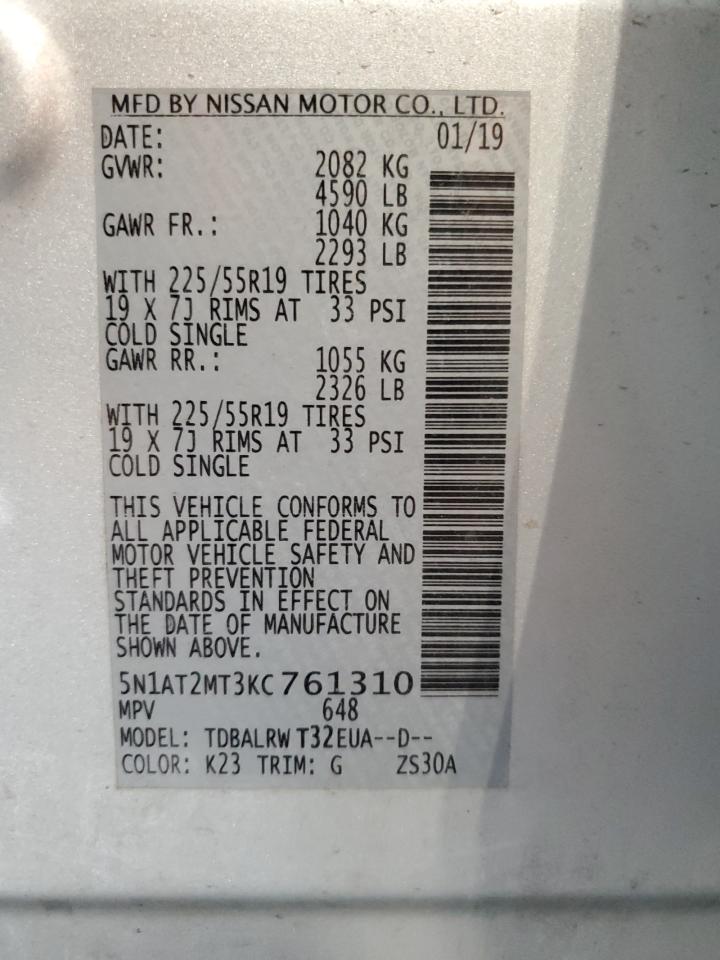 MFD BY NISSAN MOTOR CO., LTD.
DATE: 01/19
GVWR: 2082 KG
4590 LB
GAWR FR.: 1040 KG
2293 LB
WITH 225/55R19 TIRES
19 X 7J RIMS AT 33 PSI
COLD SINGLE
GAWR RR.: 1055 KG
2326 LB
WITH 225/55R19 TIRES
19 X 7J RIMS AT 33 PSI
COLD SINGLE
THIS VEHICLE CONFORMS TO
ALL APPLICABLE FEDERAL
MOTOR VEHICLE SAFETY AND
THEFT PREVENTION
STANDARDS IN EFFECT ON
THE DATE OF MANUFACTURE
SHOWN ABOVE.
5N1AT2MT3KC761310
MPV 648
MODEL: TDBALRW T32EUA--D--
COLOR: K23 TRIM: G ZS30A